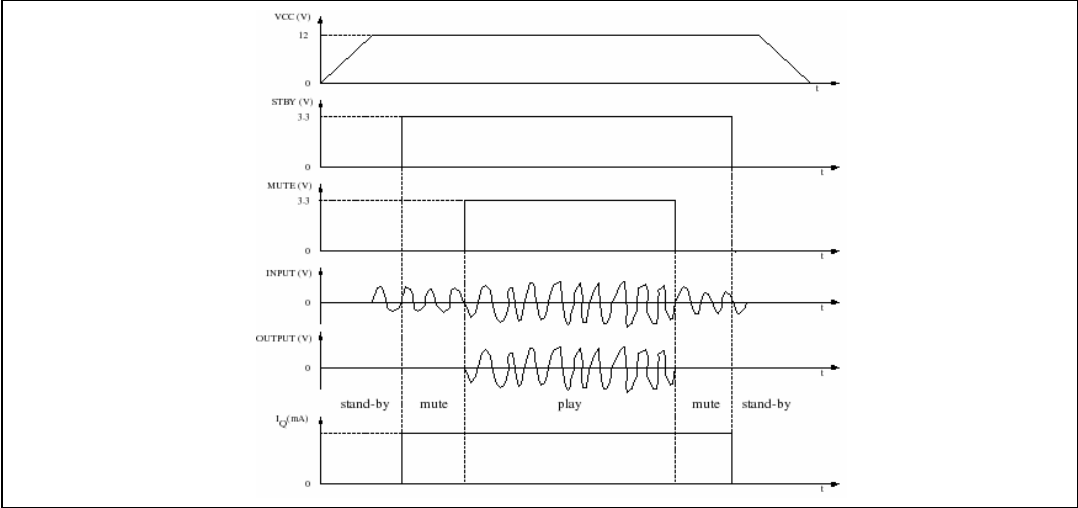 VCC (V)
12
0
t
STBY (V)
3.3
0
t
MUTE (V)
3.3
0
t
INPUT (V)
0
t
OUTPUT (V)
0
t
stand-by mute play mute stand-by
IQ(mA)
0
t